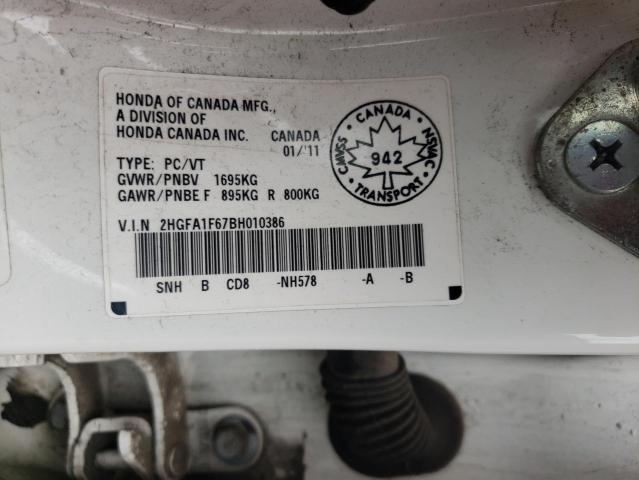 HONDA OF CANADA MFG.,
A DIVISION OF
HONDA CANADA INC. CANADA
01/'11
TYPE: PC/VT
GVWR/PNBV 1695KG
GAWR/PNBE F 895KG R 800KG
V.I.N 2HGFA1F67BH010386
SNH B CD8 -NH578 -A -B
CANADA
CMVSS 942 NSVAC
TRANSPORT